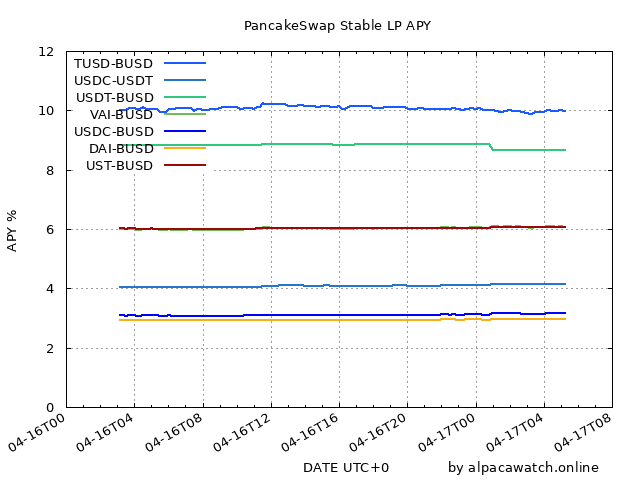 PancakeSwap Stable LP APY
12
10
8
6
4
2
0
APY %
TUSD-BUSD
USDC-USDT
USDT-BUSD
VAI-BUSD
USDC-BUSD
DAI-BUSD
UST-BUSD
04-16T00
04-16T04
04-16T08
04-16T12
04-16T16
04-16T20
04-17T00
04-17T04
04-17T08
DATE UTC+0
by alpacawatch.online